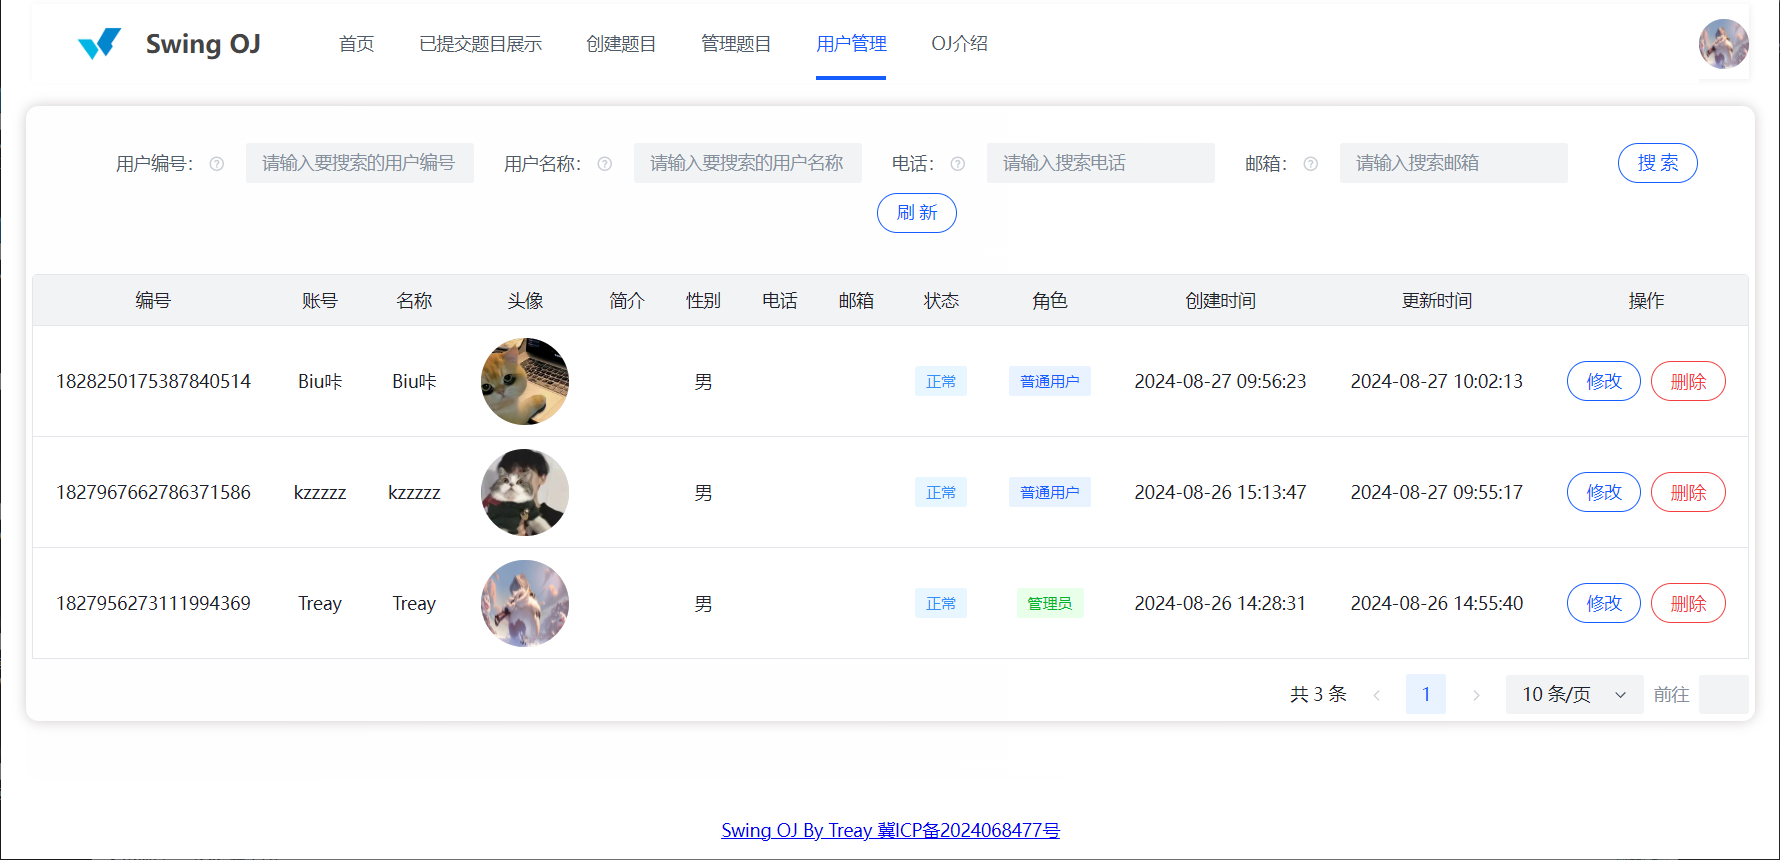 Swing OJ 首页 已提交题目展示 创建题目 管理题目 用户管理 OJ介绍
用户编号： 请输入要搜索的用户编号 用户名称： 请输入要搜索的用户名称 电话： 请输入搜索电话 邮箱： 请输入搜索邮箱 搜 索
刷 新
编号 账号 名称 头像 简介 性别 电话 邮箱 状态 角色 创建时间 更新时间 操作
1828250175387840514 Biu咔 Biu咔 男 正常 普通用户 2024-08-27 09:56:23 2024-08-27 10:02:13 修改 删除
1827967662786371586 kzzzzz kzzzzz 男 正常 普通用户 2024-08-26 15:13:47 2024-08-27 09:55:17 修改 删除
1827956273111994369 Treay Treay 男 正常 管理员 2024-08-26 14:28:31 2024-08-26 14:55:40 修改 删除
共 3 条 1 10 条/页 前往
Swing OJ By Treay 冀ICP备2024068477号